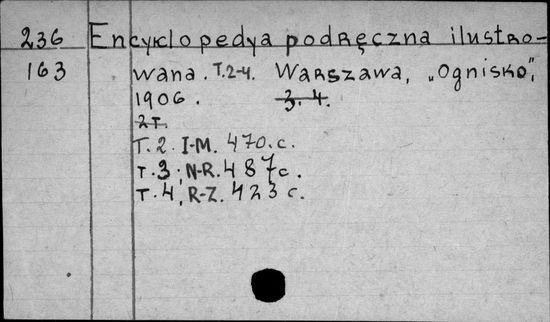 236 Encyklopedya podręczna ilustro-
163 wana. T.2-4. Warszawa, „Ognisko”,
1906. 3. 4.
2 T.
T. 2. I-M. 470. c.
T. 3; N-R. 487 c.
T. 4, R-Z. 423 c.